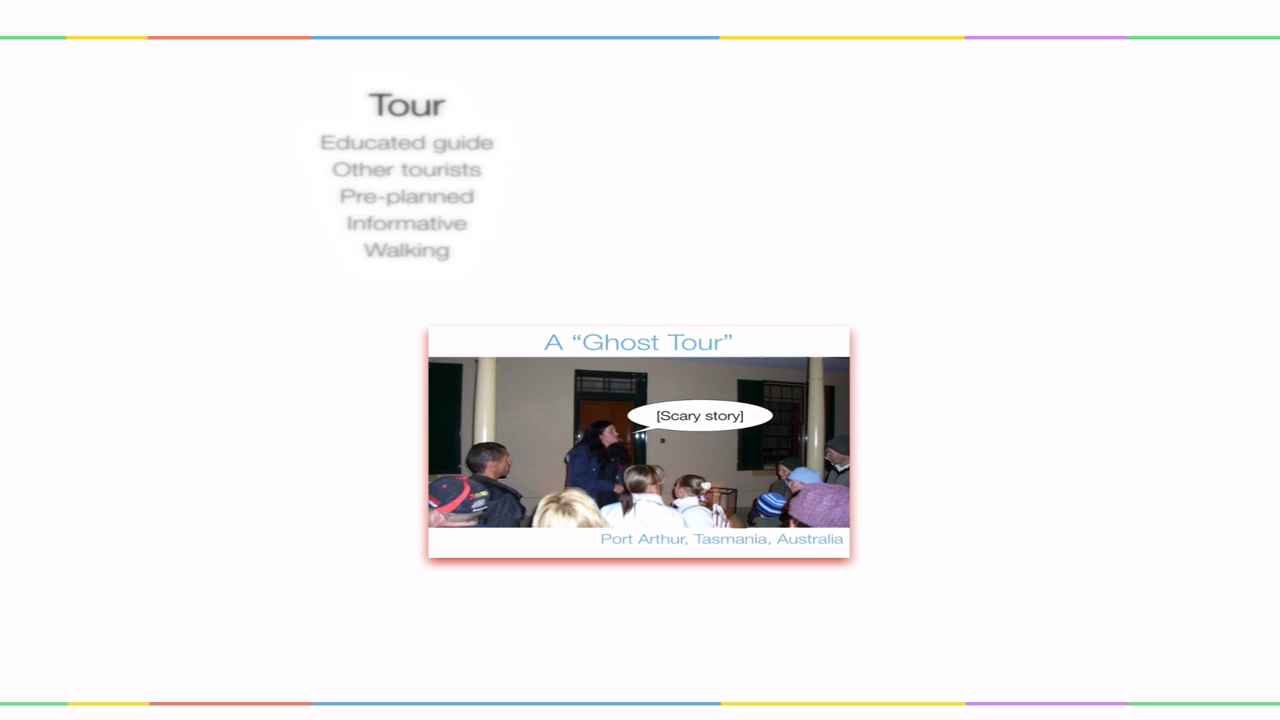 Tour
Educated guide
Other tourists
Pre-planned
Informative
Walking
A “Ghost Tour”
[Scary story]
Port Arthur, Tasmania, Australia